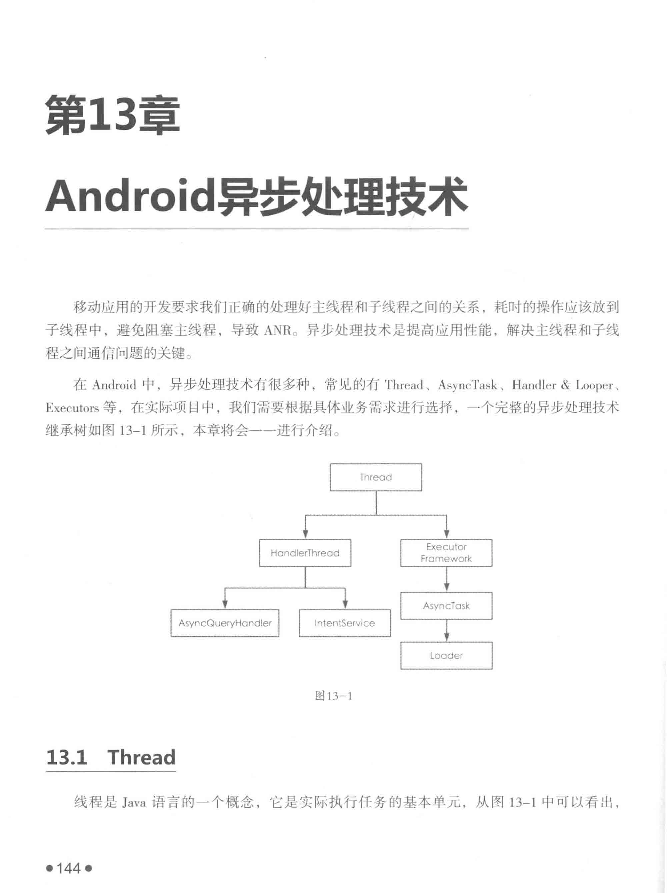 第13章
Android异步处理技术
移动应用的开发要求我们正确的处理好主线程和子线程之间的关系，耗时的操作应该放到
子线程中，避免阻塞主线程，导致 ANR。异步处理技术是提高应用性能，解决主线程和子线
程之间通信问题的关键。
在 Android 中，异步处理技术有很多种，常见的有 Thread、AsyncTask、Handler & Looper、
Executors 等，在实际项目中，我们需要根据具体业务需求进行选择，一个完整的异步处理技术
继承树如图 13-1 所示，本章将会一一进行介绍。
Thread
HandlerThread
Executor
Framework
AsyncTask
AsyncQueryHandler
IntentService
Loader
图13-1
13.1 Thread
线程是 Java 语言的一个概念，它是实际执行任务的基本单元，从图 13-1 中可以看出，
●144●